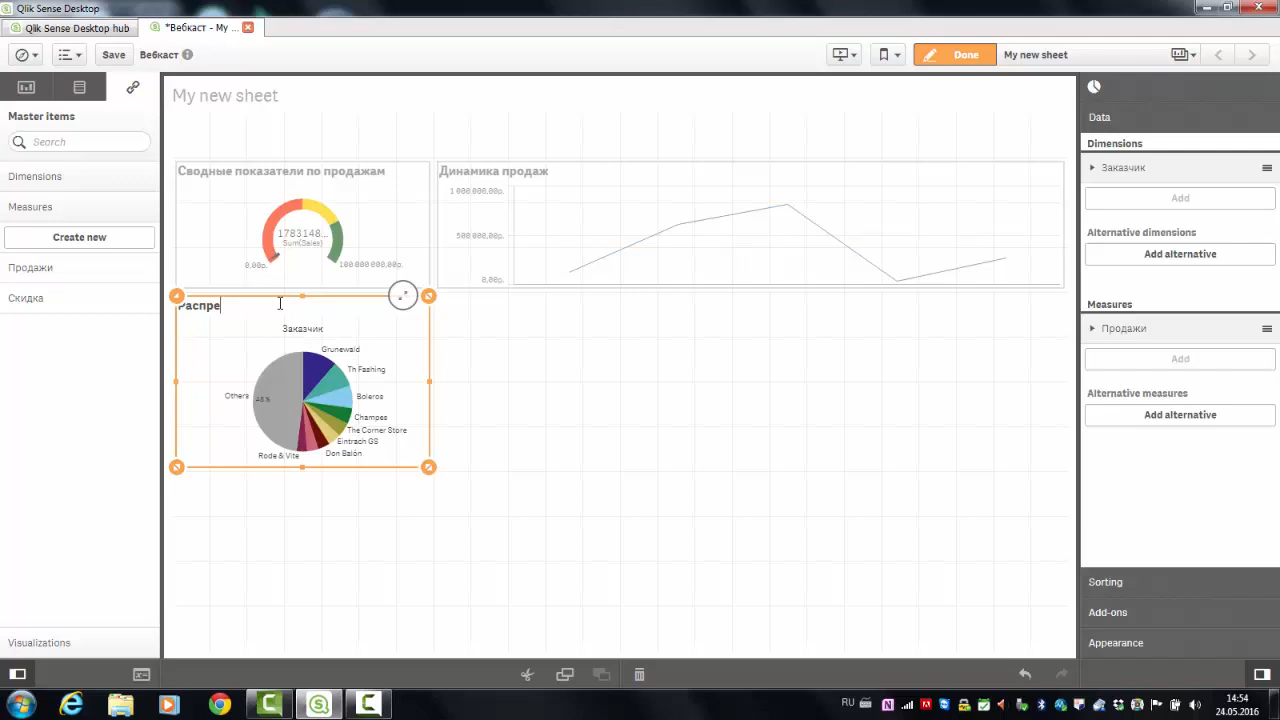 Qlik Sense Desktop
Qlik Sense Desktop hub
*Вебкаст - My ...
Save
Вебкаст
Done
My new sheet
Master items
Search
Dimensions
Measures
Create new
Продажи
Скидка
Visualizations
My new sheet
Сводные показатели по продажам
1783148...
Sum(Sales)
0.00р.
100 000 000,00р.
Динамика продаж
1 000 000,00р.
500 000,00р.
0,00р.
Распре
Заказчик
Grunewald
Th Fashing
Boleros
Champes
The Corner Store
Eintrach GS
Don Balón
Rode & Vite
Others
48%
Data
Dimensions
Заказчик
Add
Alternative dimensions
Add alternative
Measures
Продажи
Add
Alternative measures
Add alternative
Sorting
Add-ons
Appearance
RU
14:54
24.05.2016